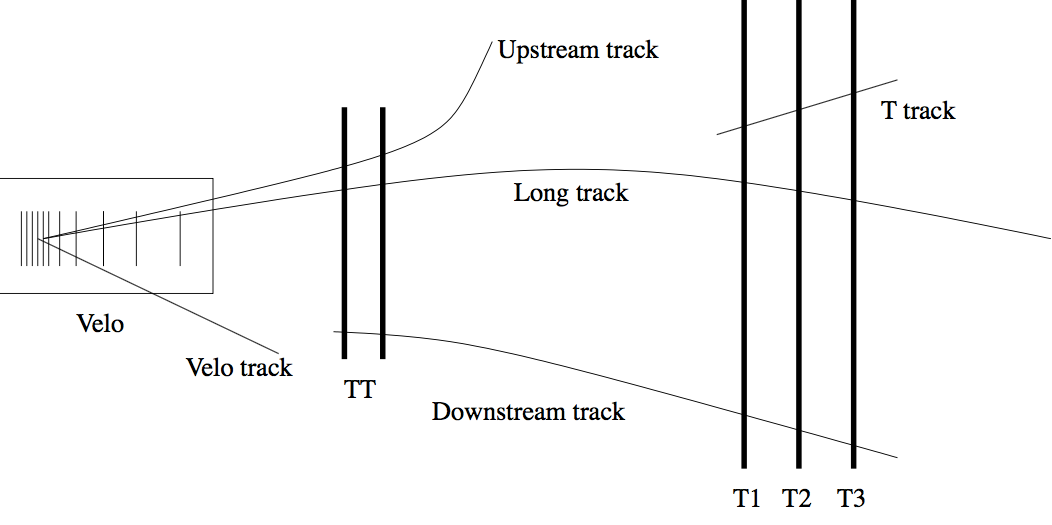 Upstream track
T track
Long track
Velo
Velo track
TT
Downstream track
T1 T2 T3